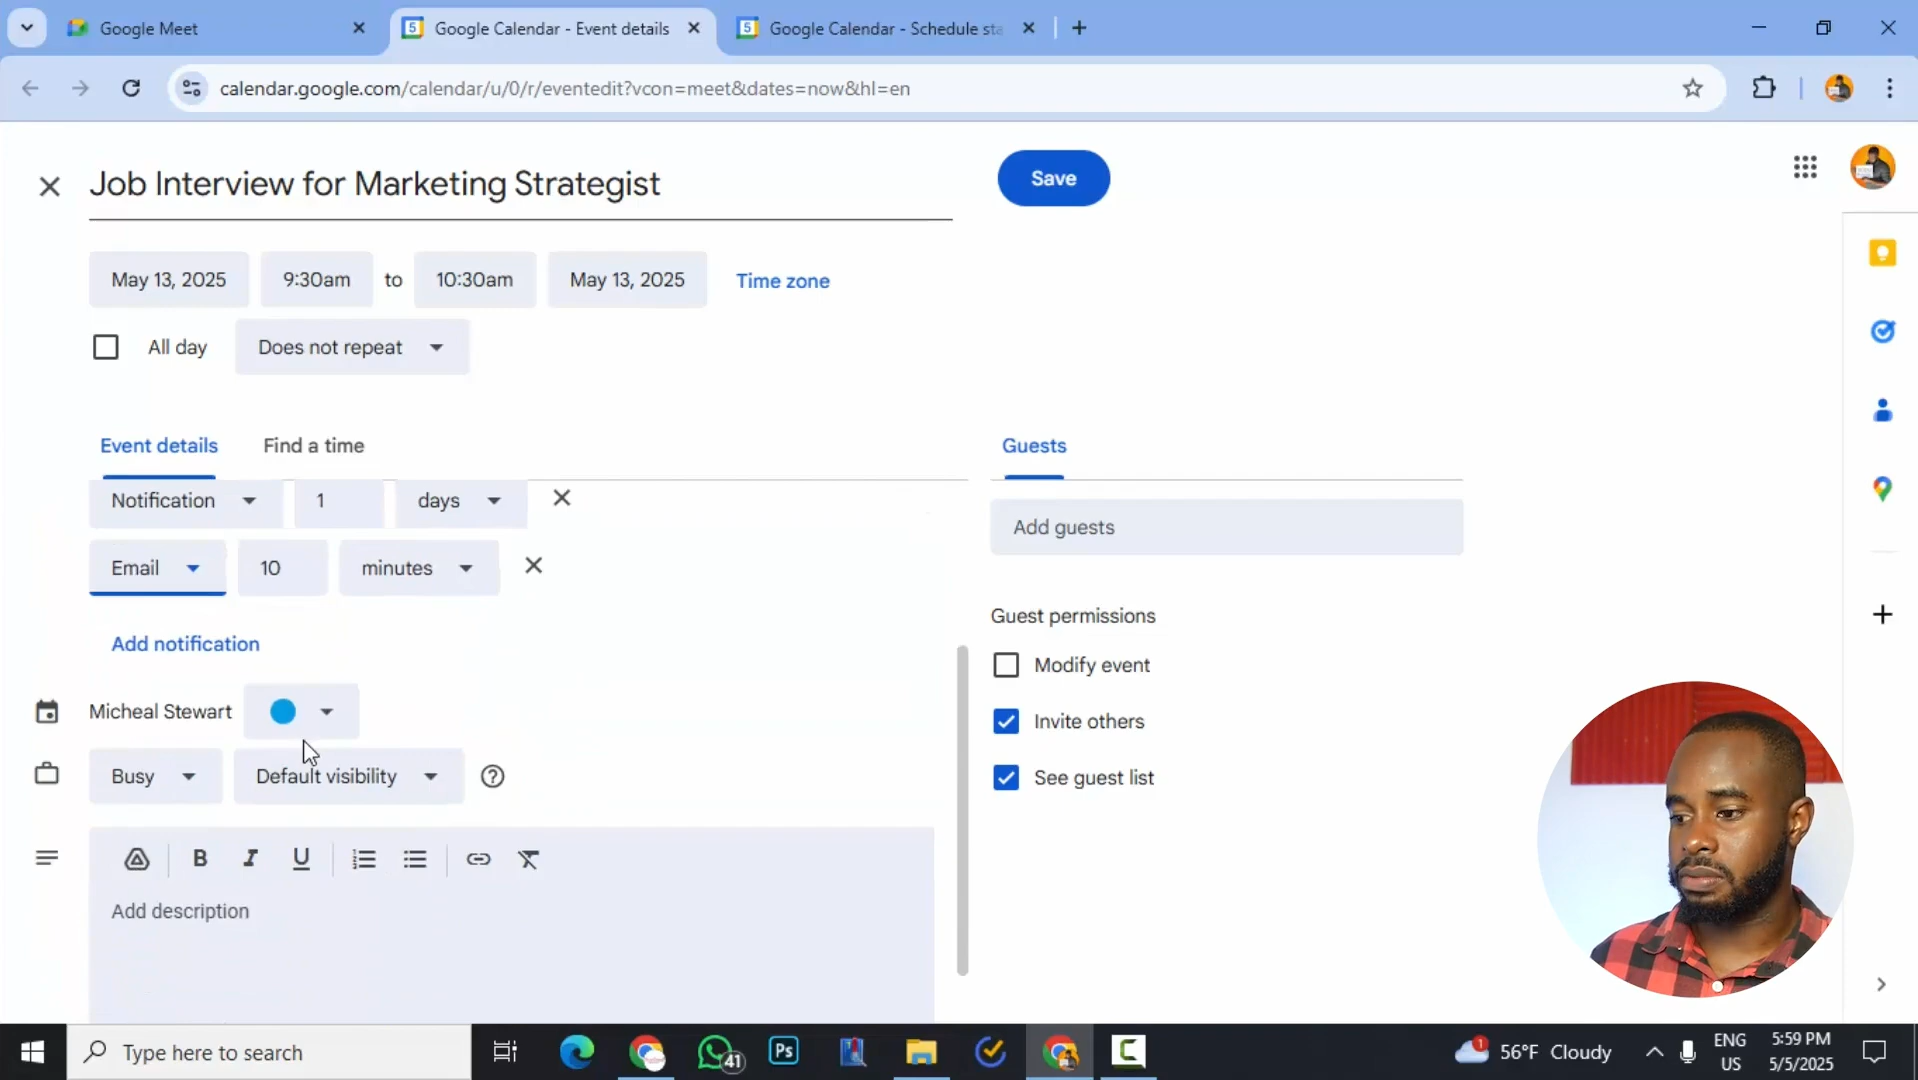 Google Meet
Google Calendar - Event details
Google Calendar - Schedule sta
calendar.google.com/calendar/u/0/r/eventedit?vcon=meet&dates=now&hl=en
Job Interview for Marketing Strategist
Save
May 13, 2025 9:30am to 10:30am May 13, 2025 Time zone
All day Does not repeat
Event details Find a time
Guests
Notification 1 days
Add guests
Email 10 minutes
Guest permissions
Add notification
Modify event
Micheal Stewart
Invite others
Busy Default visibility
See guest list
B I U
Add description
Type here to search
41
Ps
1
56°F Cloudy
ENG
US
5:59 PM
5/5/2025